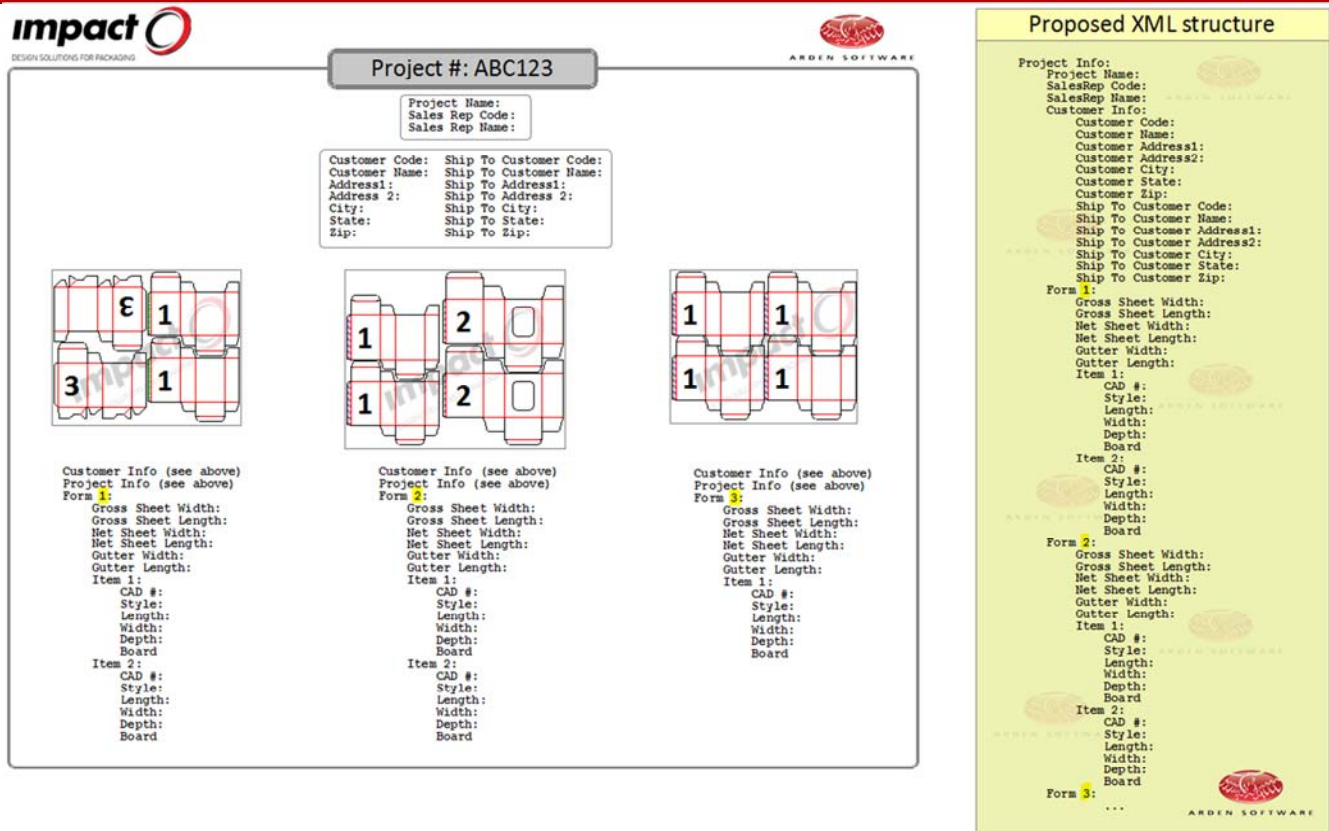 ımpact
DESIGN SOLUTIONS FOR PACKAGING
ARDEN SOFTWARE
Project #: ABC123
Project Name:
Sales Rep Code:
Sales Rep Name:
Customer Code: Ship To Customer Code:
Customer Name: Ship To Customer Name:
Address1: Ship To Address1:
Address 2: Ship To Address 2:
City: Ship To City:
State: Ship To State:
Zip: Ship To Zip:
3 1
3 1
impact
1 2
1 2
impact
1 1
1 1
impact
Customer Info (see above)
Project Info (see above)
Form 1:
Gross Sheet Width:
Gross Sheet Length:
Net Sheet Width:
Net Sheet Length:
Gutter Width:
Gutter Length:
Item 1:
CAD #:
Style:
Length:
Width:
Depth:
Board
Item 2:
CAD #:
Style:
Length:
Width:
Depth:
Board
Customer Info (see above)
Project Info (see above)
Form 2:
Gross Sheet Width:
Gross Sheet Length:
Net Sheet Width:
Net Sheet Length:
Gutter Width:
Gutter Length:
Item 1:
CAD #:
Style:
Length:
Width:
Depth:
Board
Item 2:
CAD #:
Style:
Length:
Width:
Depth:
Board
Customer Info (see above)
Project Info (see above)
Form 3:
Gross Sheet Width:
Gross Sheet Length:
Net Sheet Width:
Net Sheet Length:
Gutter Width:
Gutter Length:
Item 1:
CAD #:
Style:
Length:
Width:
Depth:
Board
Proposed XML structure
Project Info:
Project Name:
SalesRep Code:
SalesRep Name:
Customer Info:
Customer Code:
Customer Name:
Customer Address1:
Customer Address2:
Customer City:
Customer State:
Customer Zip:
Ship To Customer Code:
Ship To Customer Name:
Ship To Customer Address1:
Ship To Customer Address2:
Ship To Customer City:
Ship To Customer State:
Ship To Customer Zip:
Form 1:
Gross Sheet Width:
Gross Sheet Length:
Net Sheet Width:
Net Sheet Length:
Gutter Width:
Gutter Length:
Item 1:
CAD #:
Style:
Length:
Width:
Depth:
Board
Item 2:
CAD #:
Style:
Length:
Width:
Depth:
Board
Form 2:
Gross Sheet Width:
Gross Sheet Length:
Net Sheet Width:
Net Sheet Length:
Gutter Width:
Gutter Length:
Item 1:
CAD #:
Style:
Length:
Width:
Depth:
Board
Item 2:
CAD #:
Style:
Length:
Width:
Depth:
Board
Form 3:
...
ARDEN SOFTWARE